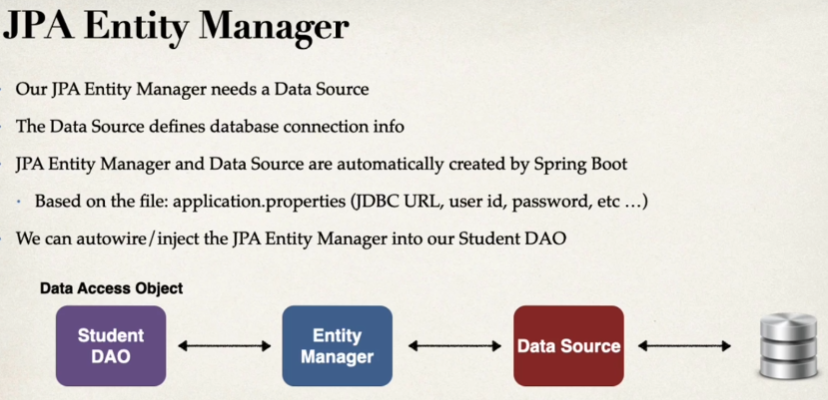 JPA Entity Manager
Our JPA Entity Manager needs a Data Source
The Data Source defines database connection info
JPA Entity Manager and Data Source are automatically created by Spring Boot
Based on the file: application.properties (JDBC URL, user id, password, etc ...)
We can autowire/inject the JPA Entity Manager into our Student DAO
Data Access Object
Student
DAO
Entity
Manager
Data Source